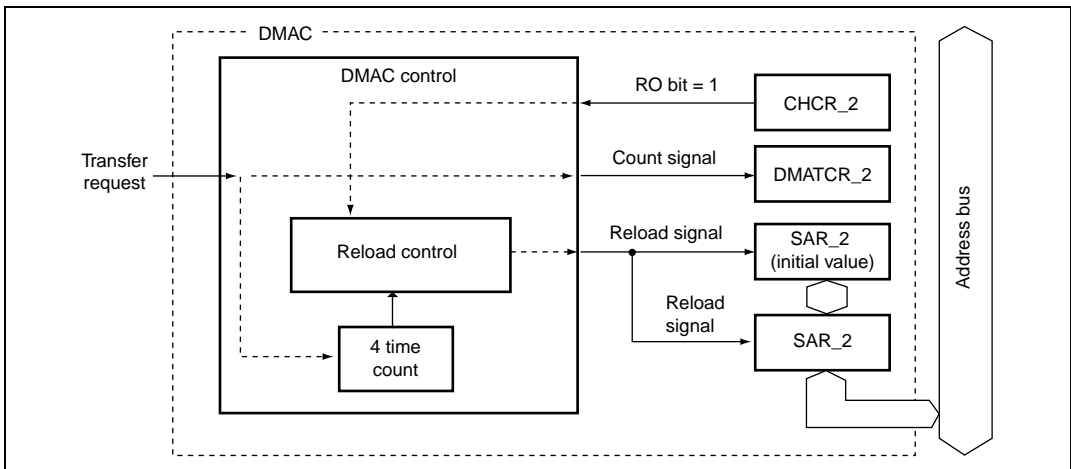 DMAC
DMAC control
RO bit = 1
CHCR_2
Transfer
request
Count signal
DMATCR_2
Reload control
Reload signal
SAR_2
(initial value)
Reload
signal
SAR_2
4 time
count
Address bus